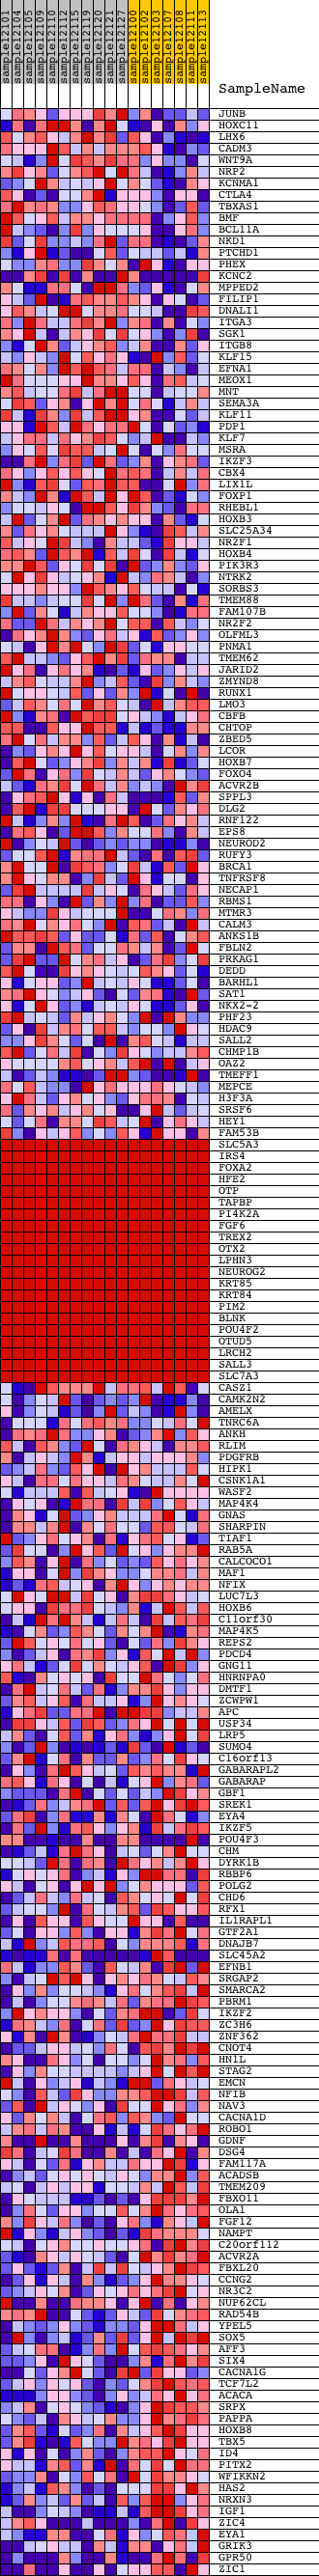 sample12101
sample12104
sample12105
sample12109
sample12110
sample12112
sample12115
sample12119
sample12121
sample12127
sample12100
sample12102
sample12103
sample12107
sample12108
sample12111
sample12113
SampleName
JUNB
HOXC11
LHX6
CADM3
WNT9A
NRP2
KCNMA1
CTLA4
TBXAS1
BMF
BCL11A
NKD1
PTCHD1
PHEX
KCNC2
MPPED2
FILIP1
DNALI1
ITGA3
SGK1
ITGB8
KLF15
EFNA1
MEOX1
MNT
SEMA3A
KLF11
PDP1
KLF7
MSRA
IKZF3
CBX4
LIX1L
FOXP1
RHEBL1
HOXB3
SLC25A34
NR2F1
HOXB4
PIK3R3
NTRK2
SORBS3
TMEM88
FAM107B
NR2F2
OLFML3
PNMA1
TMEM62
JARID2
ZMYND8
RUNX1
LMO3
CBFB
CHTOP
ZBED5
LCOR
HOXB7
FOXO4
ACVR2B
SPPL3
DLG2
RNF122
EPS8
NEUROD2
RUFY3
BRCA1
TNFRSF8
NECAP1
RBMS1
MTMR3
CALM3
ANKS1B
FBLN2
PRKAG1
DEDD
BARHL1
SAT1
NKX2-2
PHF23
HDAC9
SALL2
CHMP1B
OAZ2
TMEFF1
MEPCE
H3F3A
SRSF6
HEY1
FAM53B
SLC5A3
IRS4
FOXA2
HFE2
OTP
TAPBP
PI4K2A
FGF6
TREX2
OTX2
LPHN3
NEUROG2
KRT85
KRT84
PIM2
BLNK
POU4F2
OTUD5
LRCH2
SALL3
SLC7A3
CASZ1
CAMK2N2
AMELX
TNRC6A
ANKH
RLIM
PDGFRB
HIPK1
CSNK1A1
WASF2
MAP4K4
GNAS
SHARPIN
TIAF1
RAB5A
CALCOCO1
MAF1
NFIX
LUC7L3
HOXB6
C11orf30
MAP4K5
REPS2
PDCD4
GNG11
HNRNPA0
DMTF1
ZCWPW1
APC
USP34
LRP5
SUMO4
C16orf13
GABARAPL2
GABARAP
GBF1
SREK1
EYA4
IKZF5
POU4F3
CHM
DYRK1B
RBBP6
POLG2
CHD6
RFX1
IL1RAPL1
GTF2A1
DNAJB7
SLC45A2
EFNB1
SRGAP2
SMARCA2
PBRM1
IKZF2
ZC3H6
ZNF362
CNOT4
HN1L
STAG2
EMCN
NFIB
NAV3
CACNA1D
ROBO1
GDNF
DSG4
FAM117A
ACADSB
TMEM209
FBXO11
OLA1
FGF12
NAMPT
C20orf112
ACVR2A
FBXL20
CCNG2
NR3C2
NUP62CL
RAD54B
YPEL5
SOX5
AFF3
SIX4
CACNA1G
TCF7L2
ACACA
SRPX
PAPPA
HOXB8
TBX5
ID4
PITX2
WFIKKN2
HAS2
NRXN3
IGF1
ZIC4
EYA1
GRIK3
GPR50
ZIC1